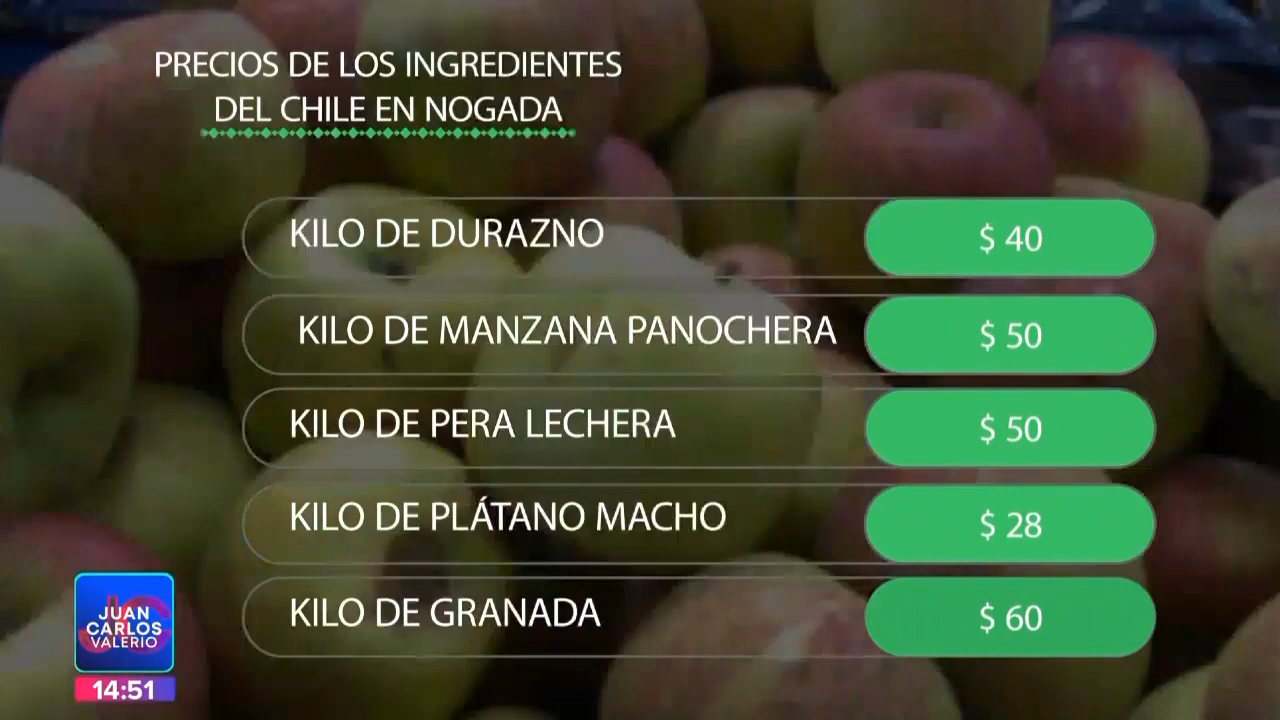 PRECIOS DE LOS INGREDIENTES
DEL CHILE EN NOGADA
KILO DE DURAZNO $ 40
KILO DE MANZANA PANOCHERA $ 50
KILO DE PERA LECHERA $ 50
KILO DE PLÁTANO MACHO $ 28
KILO DE GRANADA $ 60
JUAN
CARLOS
VALERIO
14:51